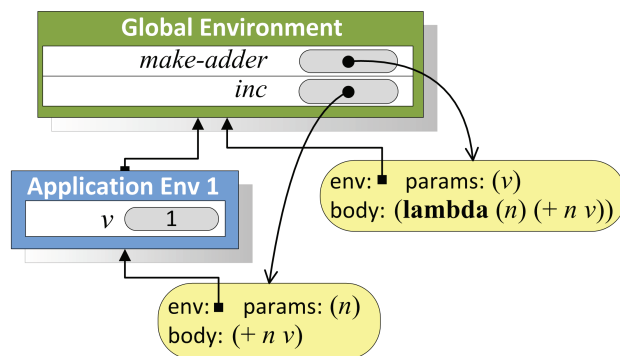 Global Environment
make-adder
inc
Application Env 1
v 1
env: params: (v)
body: (lambda (n) (+ n v))
env: params: (n)
body: (+ n v)